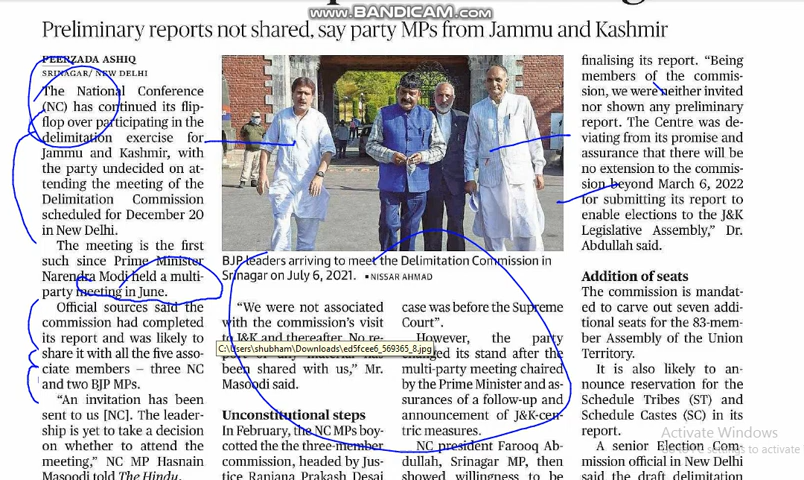 www.BANDICAM.com
Preliminary reports not shared, say party MPs from Jammu and Kashmir
PEERZADA ASHIQ
SRINAGAR/ NEW DELHI
The National Conference
(NC) has continued its flip-
flop over participating in the
delimitation exercise for
Jammu and Kashmir, with
the party undecided on at-
tending the meeting of the
Delimitation Commission
scheduled for December 20
in New Delhi.
The meeting is the first
such since Prime Minister
Narendra Modi held a multi-
party meeting in June.
Official sources said the
commission had completed
its report and was likely to
share it with all the five asso-
ciate members – three NC
and two BJP MPs.
“An invitation has been
sent to us [NC]. The leader-
ship is yet to take a decision
on whether to attend the
meeting,” NC MP Hasnain
Masoodi told The Hindu.
BJP leaders arriving to meet the Delimitation Commission in
Srinagar on July 6, 2021. •NISSAR AHMAD
“We were not associated
with the commission’s visit
to J&K and thereafter. No re-
C:\Users\shubham\Downloads\ed5fcee6_569365_8.jpg
been shared with us,” Mr.
Masoodi said.
Unconstitutional steps
In February, the NC MPs boy-
cotted the the three-member
commission, headed by Jus-
tice Ranjana Prakash Desai
case was before the Supreme
Court”.
However, the party
its stand after the
multi-party meeting chaired
by the Prime Minister and as-
surances of a follow-up and
announcement of J&K-cen-
tric measures.
NC president Farooq Ab-
dullah, Srinagar MP, then
showed willingness to be
finalising its report. “Being
members of the commis-
sion, we were neither invited
nor shown any preliminary
report. The Centre was de-
viating from its promise and
assurance that there will be
no extension to the commis-
sion beyond March 6, 2022
for submitting its report to
enable elections to the J&K
Legislative Assembly,” Dr.
Abdullah said.
Addition of seats
The commission is mandat-
ed to carve out seven addi-
tional seats for the 83-mem-
ber Assembly of the Union
Territory.
It is also likely to an-
nounce reservation for the
Schedule Tribes (ST) and
Schedule Castes (SC) in its
report.
A senior Election Com-
mission official in New Delhi
said the draft delimitation
Activate Windows